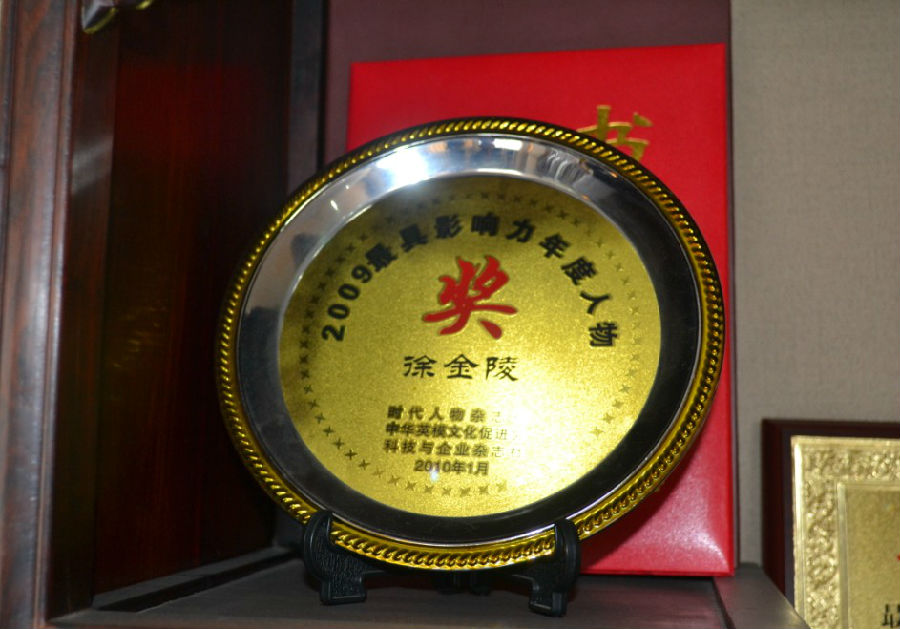 书
2009最具影响力年度人物
奖
徐金陵
时代人物杂志
中华英模文化促进
科技与企业杂志
2010年1月
最